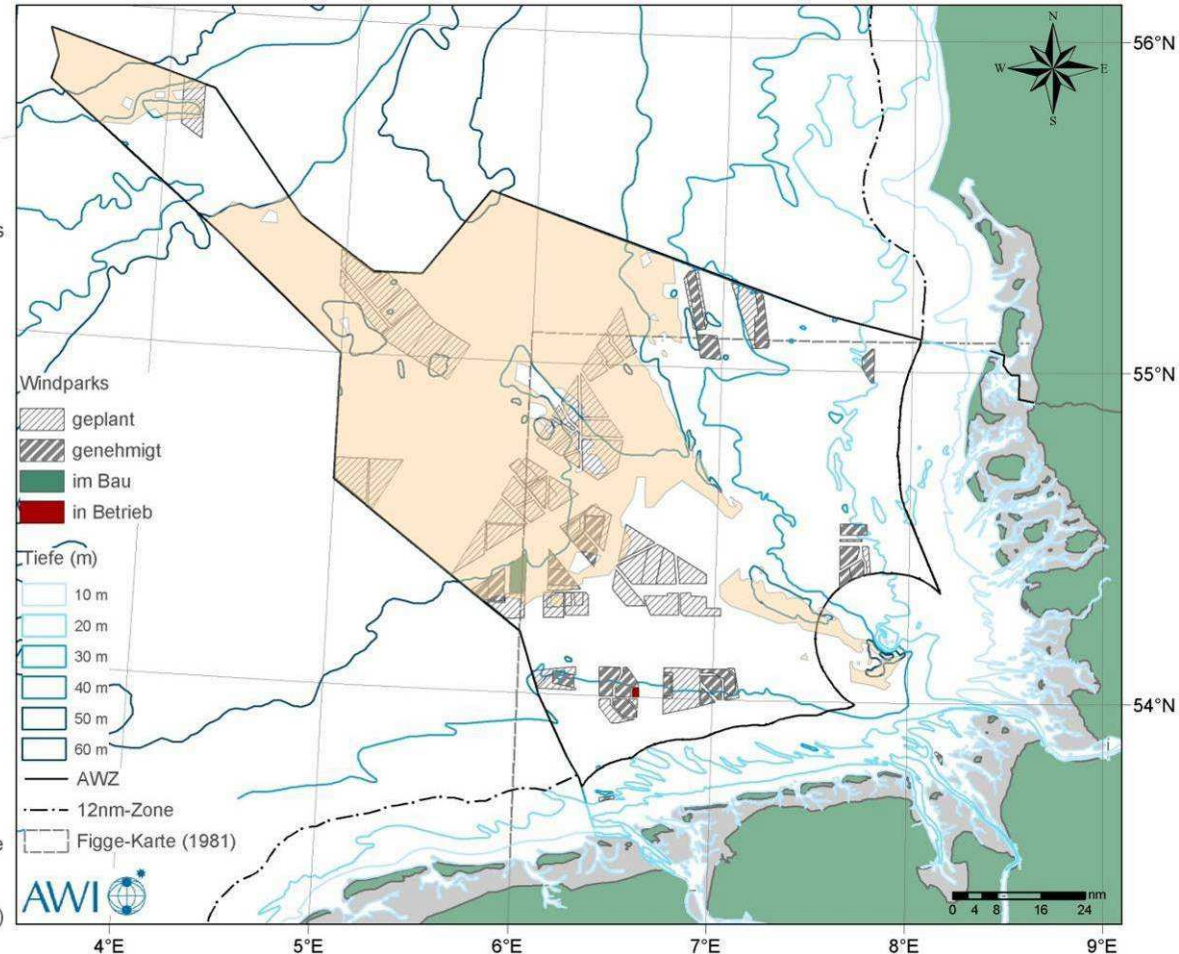 N
W E
S
56°N
55°N
54°N
s
Windparks
geplant
genehmigt
im Bau
in Betrieb
Tiefe (m)
10 m
20 m
30 m
40 m
50 m
60 m
AWZ
12nm-Zone
Figge-Karte (1981)
e
AWI
)
nm
0 4 8 16 24
4°E 5°E 6°E 7°E 8°E 9°E